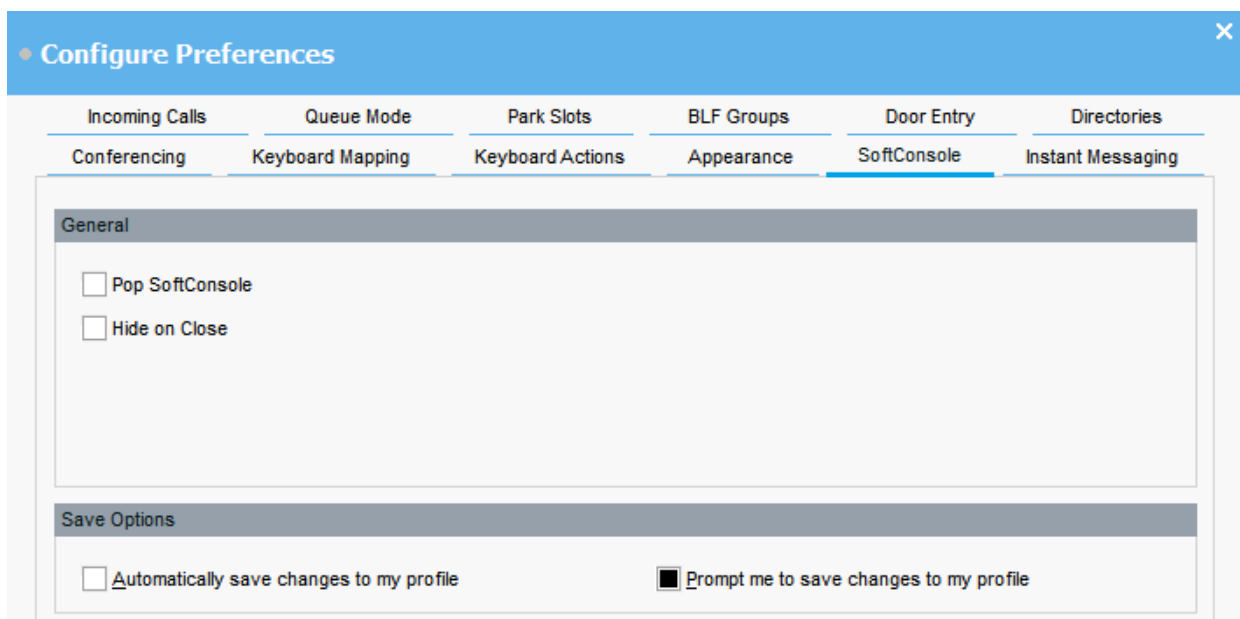 Configure Preferences
Incoming Calls Queue Mode Park Slots BLF Groups Door Entry Directories
Conferencing Keyboard Mapping Keyboard Actions Appearance SoftConsole Instant Messaging
General
Pop SoftConsole
Hide on Close
Save Options
Automatically save changes to my profile Prompt me to save changes to my profile